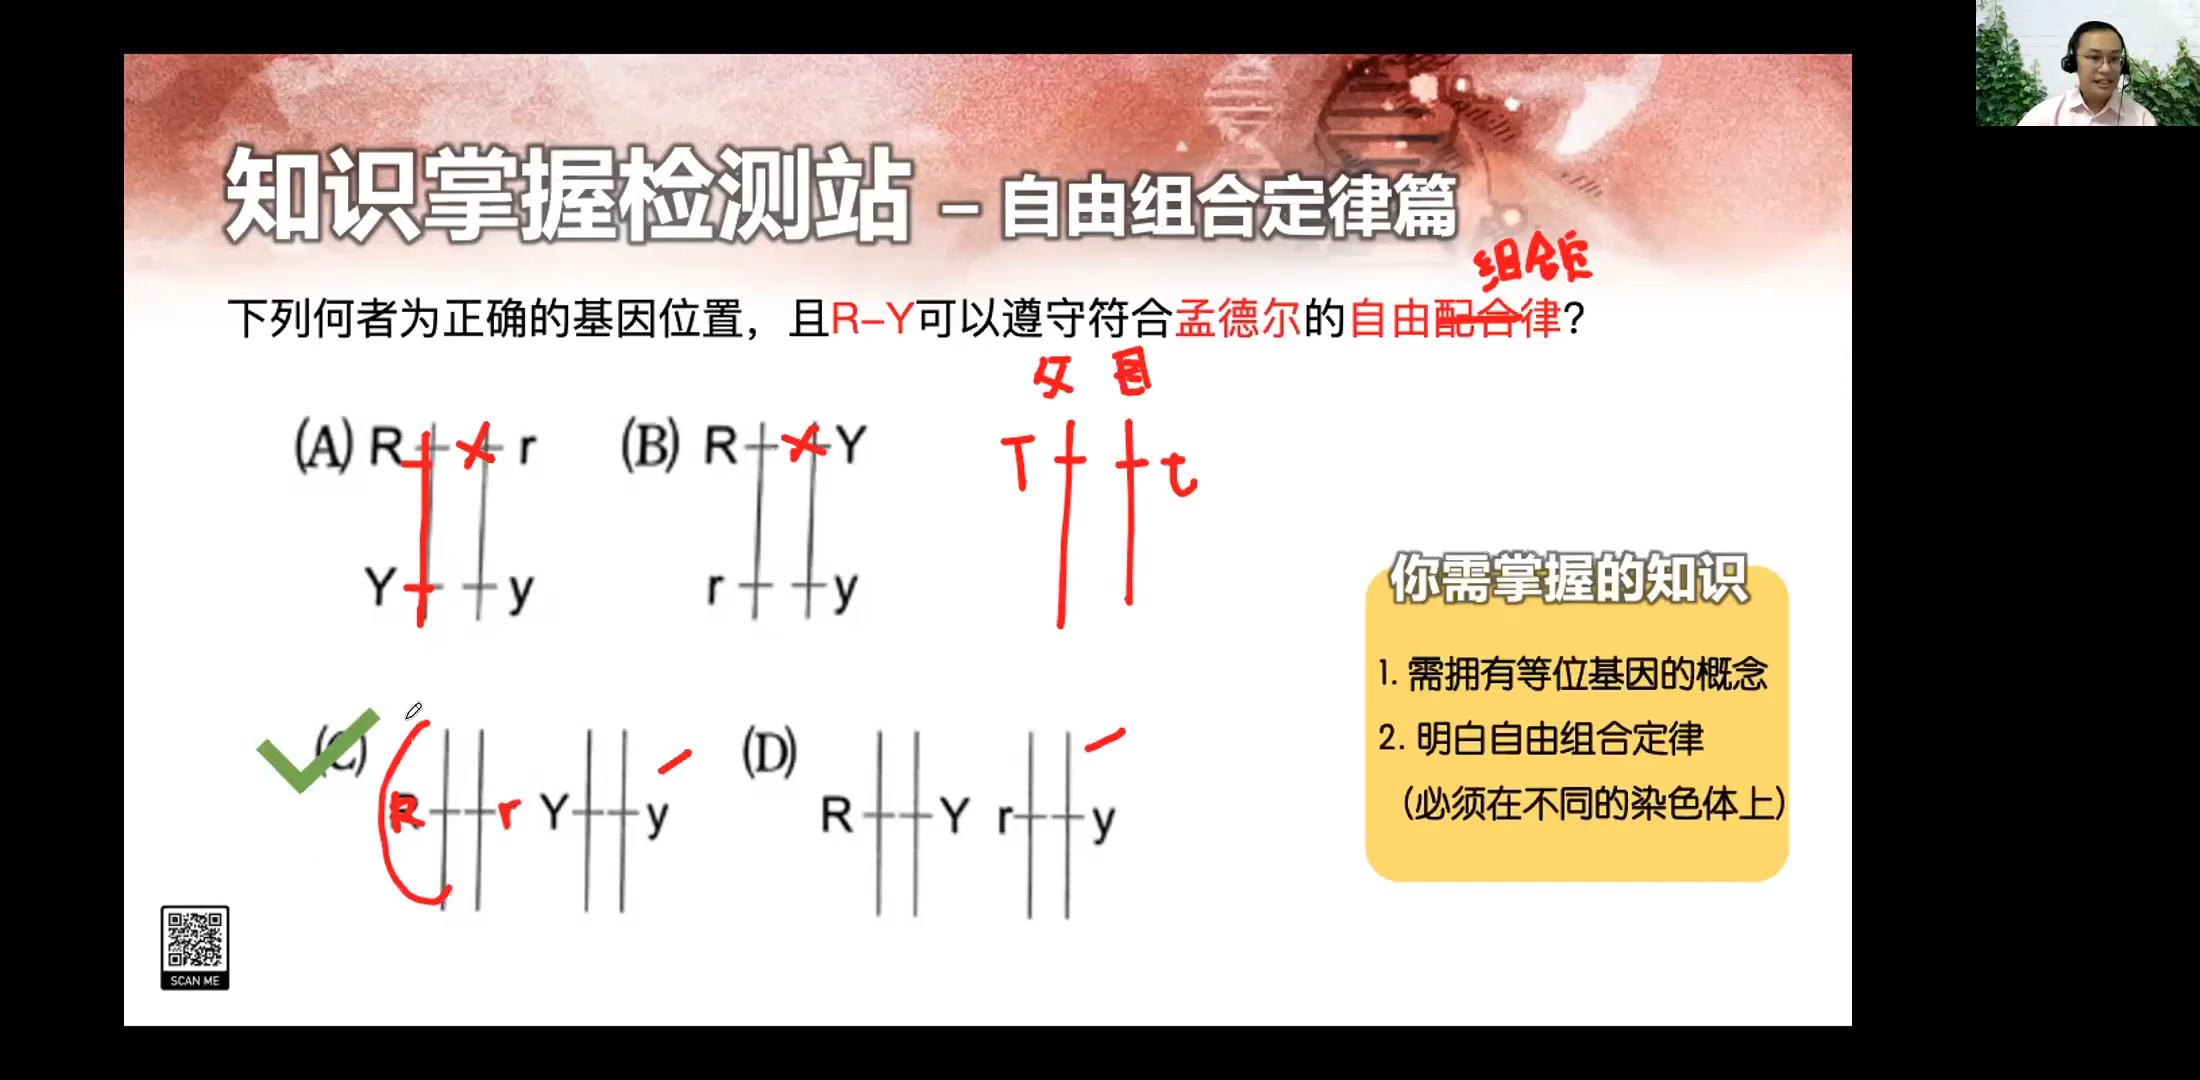 知识掌握检测站 – 自由组合定律篇
组合定
下列何者为正确的基因位置，且R-Y可以遵守符合孟德尔的自由配合律？
父
(A) R r
Y y
(B) R Y
r y
T t
(C) R r Y y
(D) R Y r y
你需掌握的知识
1. 需拥有等位基因的概念
2. 明白自由组合定律
（必须在不同的染色体上）
SCAN ME